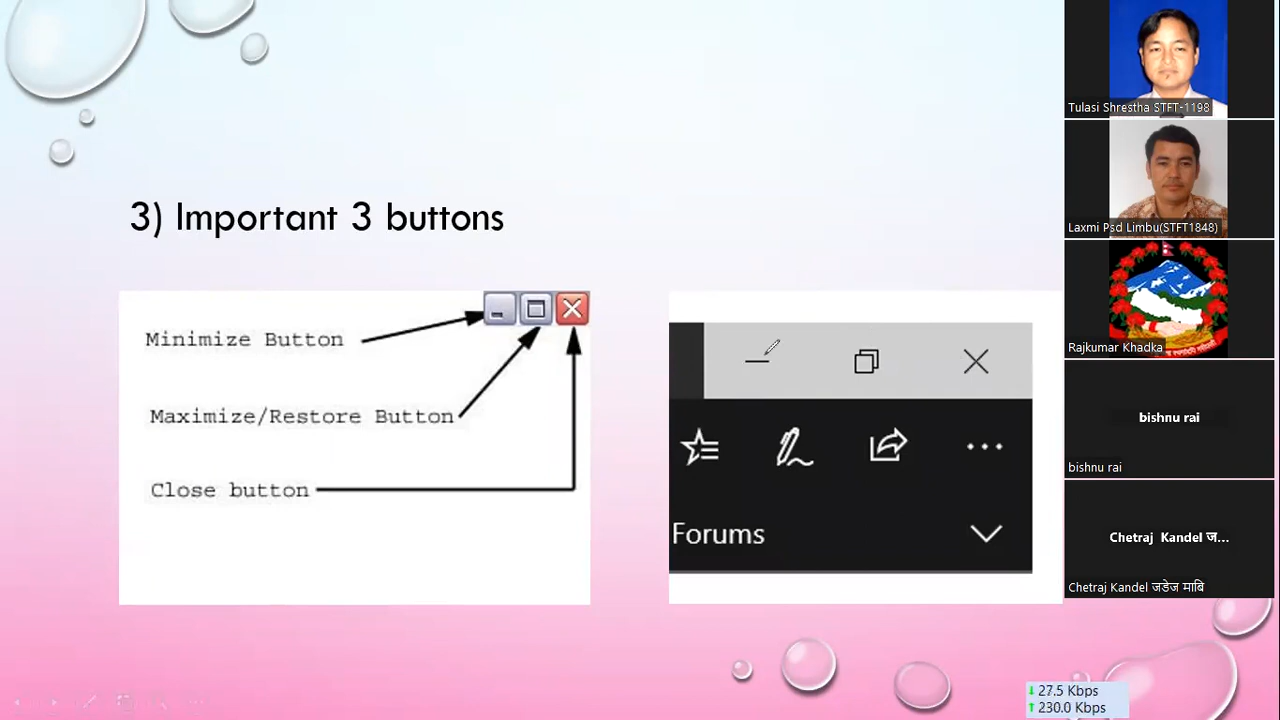 3) Important 3 buttons
Minimize Button
Maximize/Restore Button
Close button
Forums
Tulasi Shrestha STFT-1198
Laxmi Psd Limbu(STFT1848)
Rajkumar Khadka
bishnu rai
bishnu rai
Chetraj Kandel ज...
Chetraj Kandel जडेज माबि
27.5 Kbps
230.0 Kbps